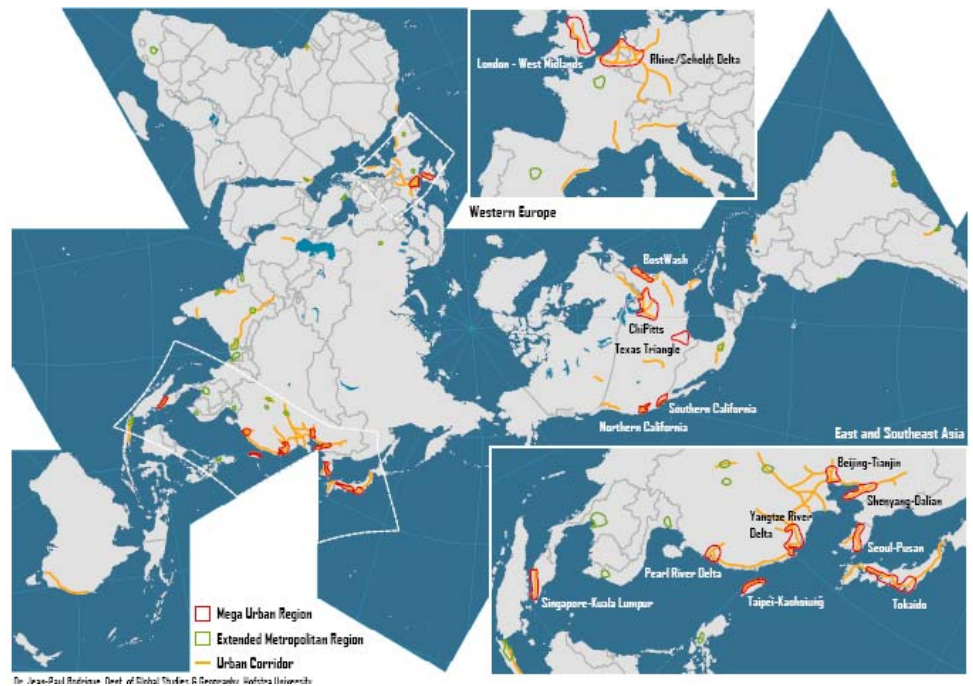 London - West Midlands
Rhine/Scheldt Delta
Western Europe
BostWash
ChiPitts
Texas Triangle
Southern California
Northern California
East and Southeast Asia
Beijing-Tianjin
Shenyang-Dalian
Yangtze River
Delta
Seoul-Pusan
Pearl River Delta
Singapore-Kuala Lumpur
Taipei-Kaohsiung
Tokaido
Mega Urban Region
Extended Metropolitan Region
Urban Corridor
Dr. Jean-Paul Rodrigue, Dept. of Global Studies & Geography, Hofstra University